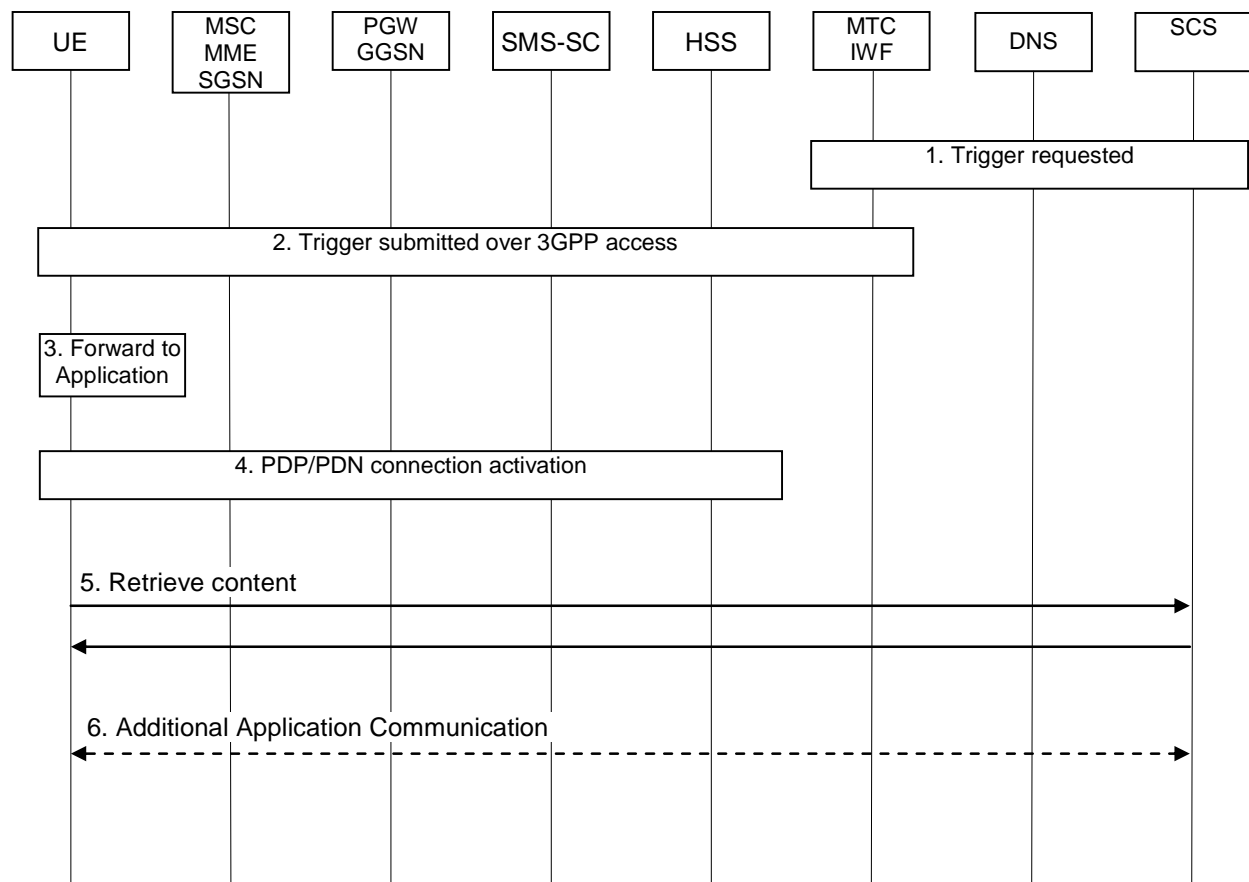 UE
MSC
MME
SGSN
PGW
GGSN
SMS-SC
HSS
MTC
IWF
DNS
SCS
1. Trigger requested
2. Trigger submitted over 3GPP access
3. Forward to
Application
4. PDP/PDN connection activation
5. Retrieve content
6. Additional Application Communication